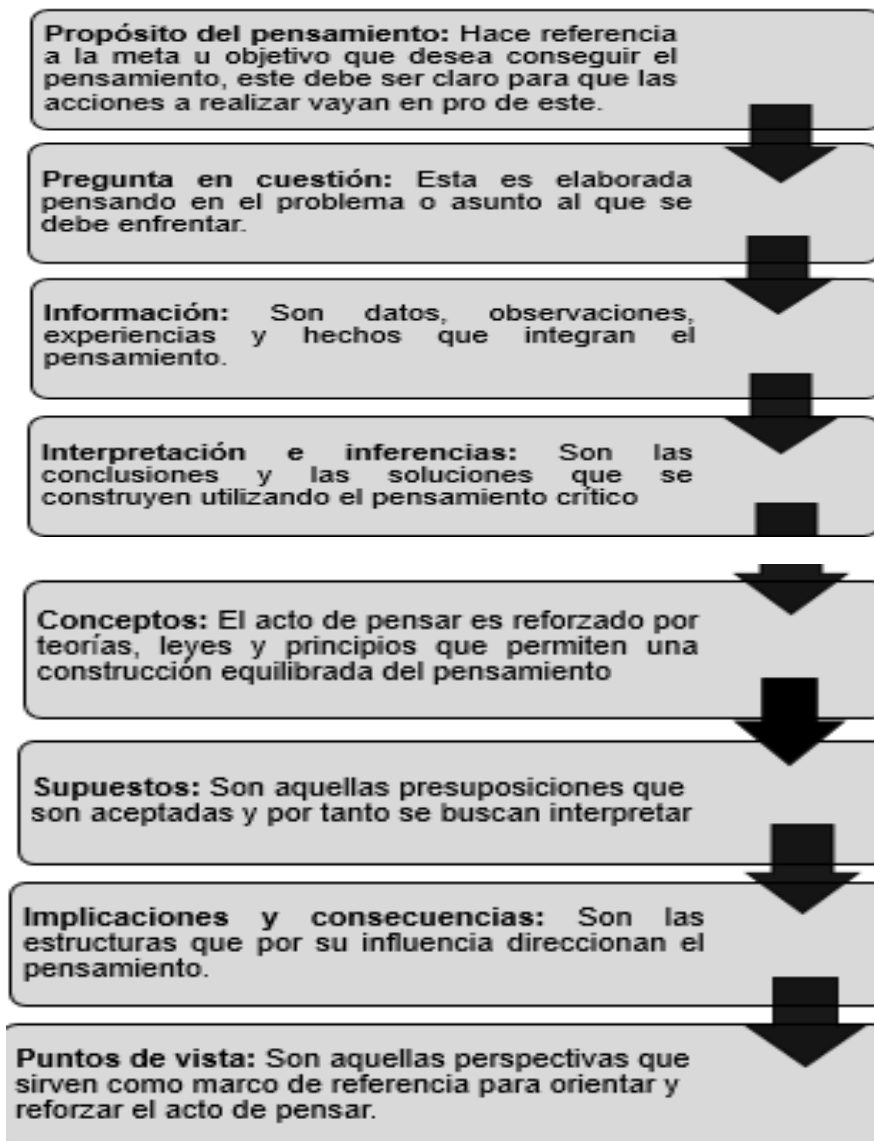 Propósito del pensamiento: Hace referencia
a la meta u objetivo que desea conseguir el
pensamiento, este debe ser claro para que las
acciones a realizar vayan en pro de este.
Pregunta en cuestión: Esta es elaborada
pensando en el problema o asunto al que se
debe enfrentar.
Información: Son datos, observaciones,
experiencias y hechos que integran el
pensamiento.
Interpretación e inferencias: Son las
conclusiones y las soluciones que se
construyen utilizando el pensamiento crítico
Conceptos: El acto de pensar es reforzado por
teorías, leyes y principios que permiten una
construcción equilibrada del pensamiento
Supuestos: Son aquellas presuposiciones que
son aceptadas y por tanto se buscan interpretar
Implicaciones y consecuencias: Son las
estructuras que por su influencia direccionan el
pensamiento.
Puntos de vista: Son aquellas perspectivas que
sirven como marco de referencia para orientar y
reforzar el acto de pensar.